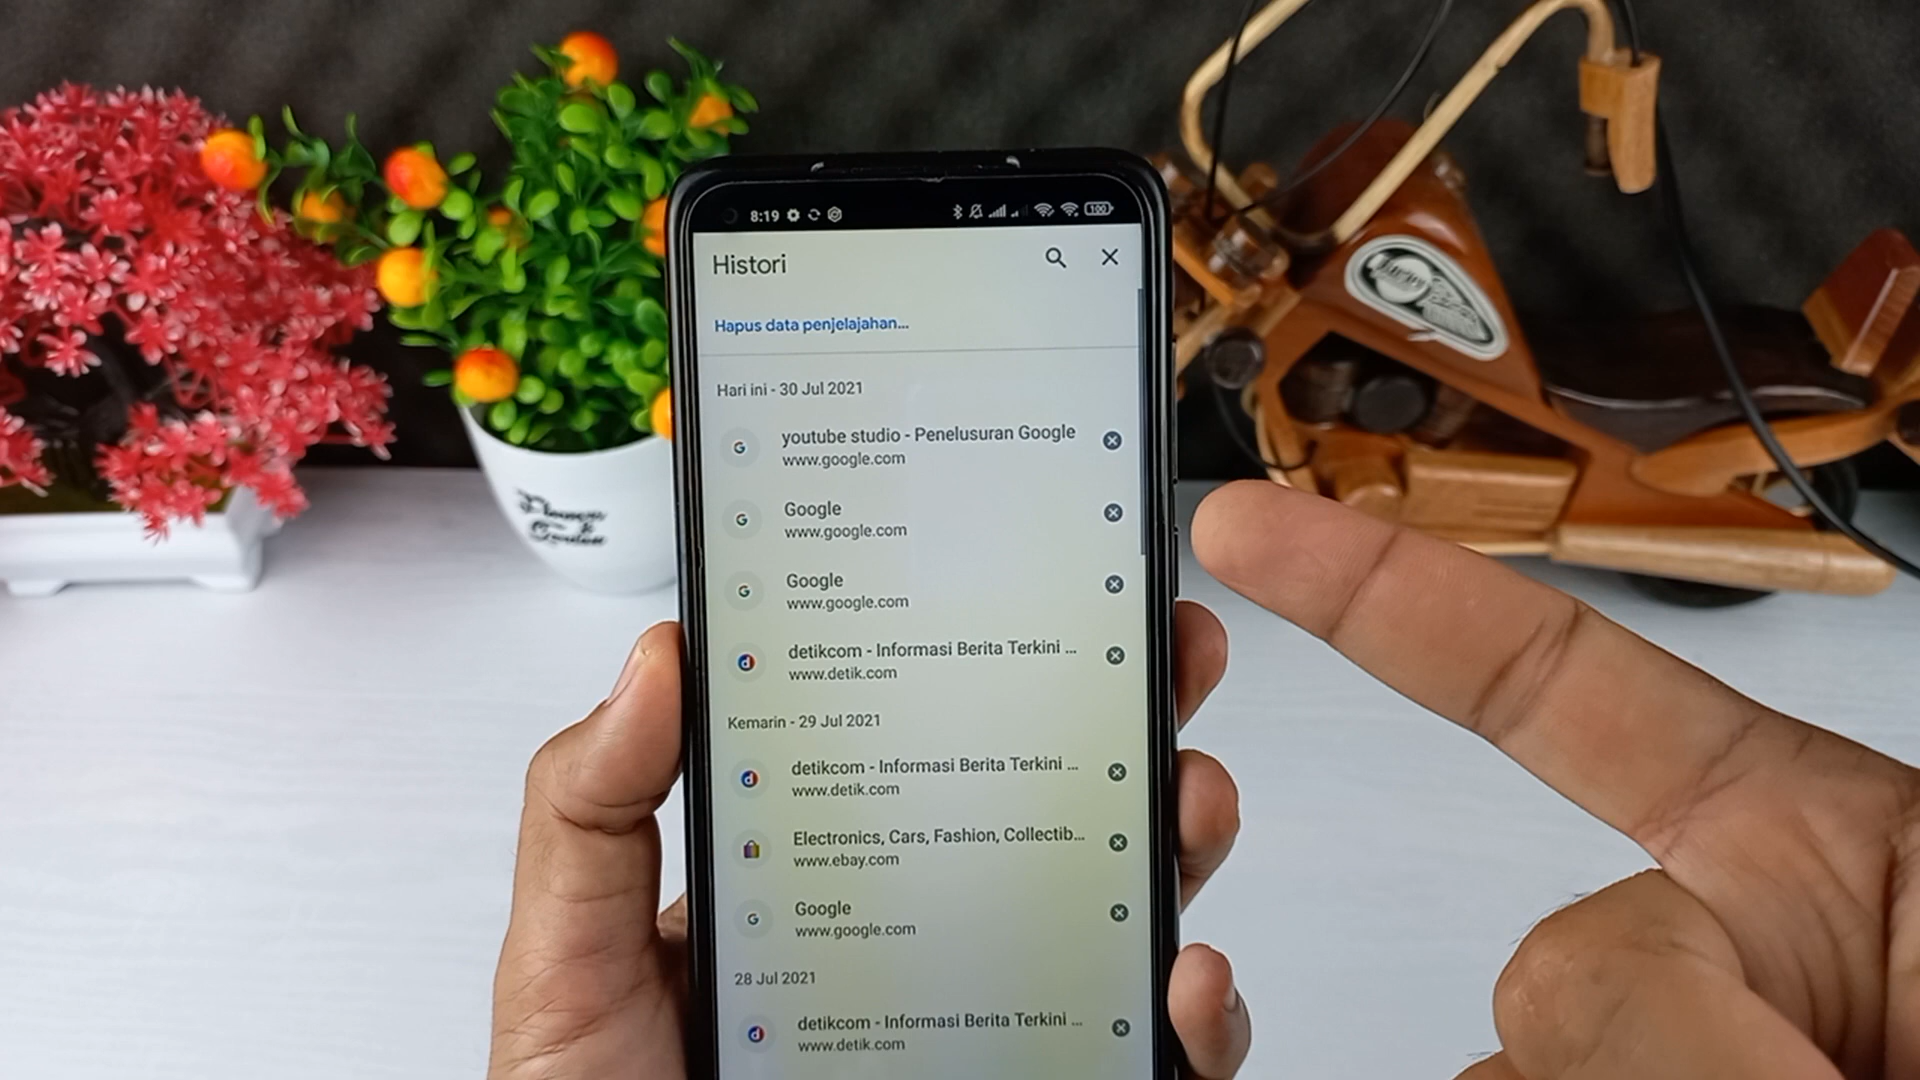 8:19
100
Histori
Hapus data penjelajahan...
Hari ini - 30 Jul 2021
youtube studio - Penelusuran Google
www.google.com
Google
www.google.com
Google
www.google.com
detikcom - Informasi Berita Terkini ...
www.detik.com
Kemarin - 29 Jul 2021
detikcom - Informasi Berita Terkini ...
www.detik.com
Electronics, Cars, Fashion, Collectib...
www.ebay.com
Google
www.google.com
28 Jul 2021
detikcom - Informasi Berita Terkini ...
www.detik.com